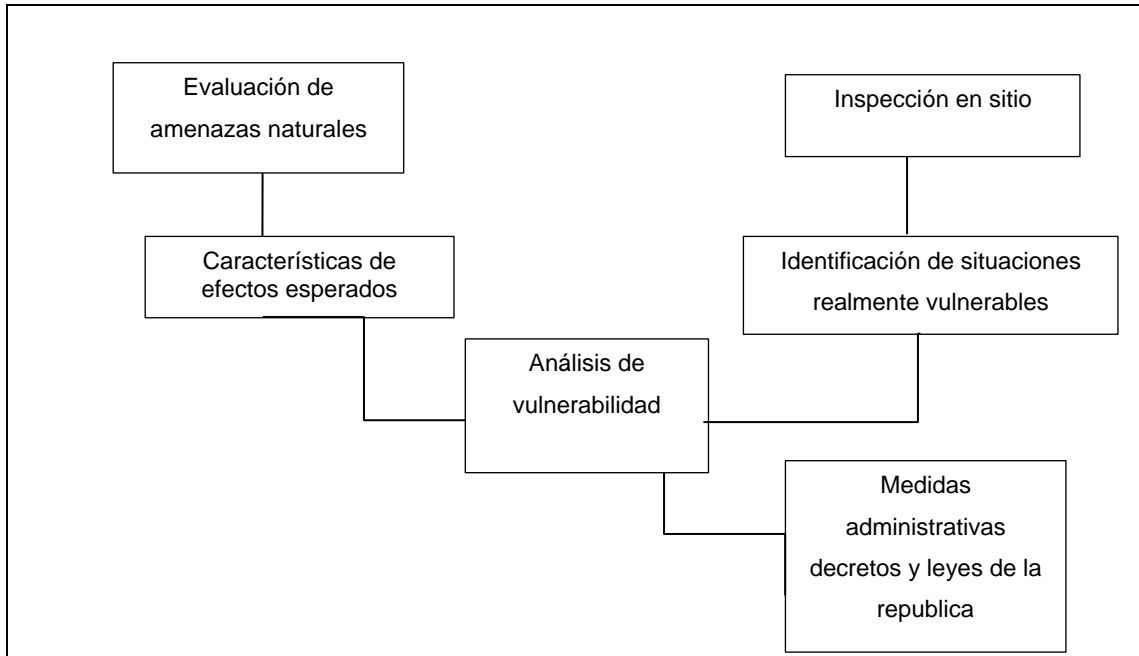 Evaluación de
amenazas naturales
Inspección en sitio
Características de
efectos esperados
Identificación de situaciones
realmente vulnerables
Análisis de
vulnerabilidad
Medidas
administrativas
decretos y leyes de la
republica